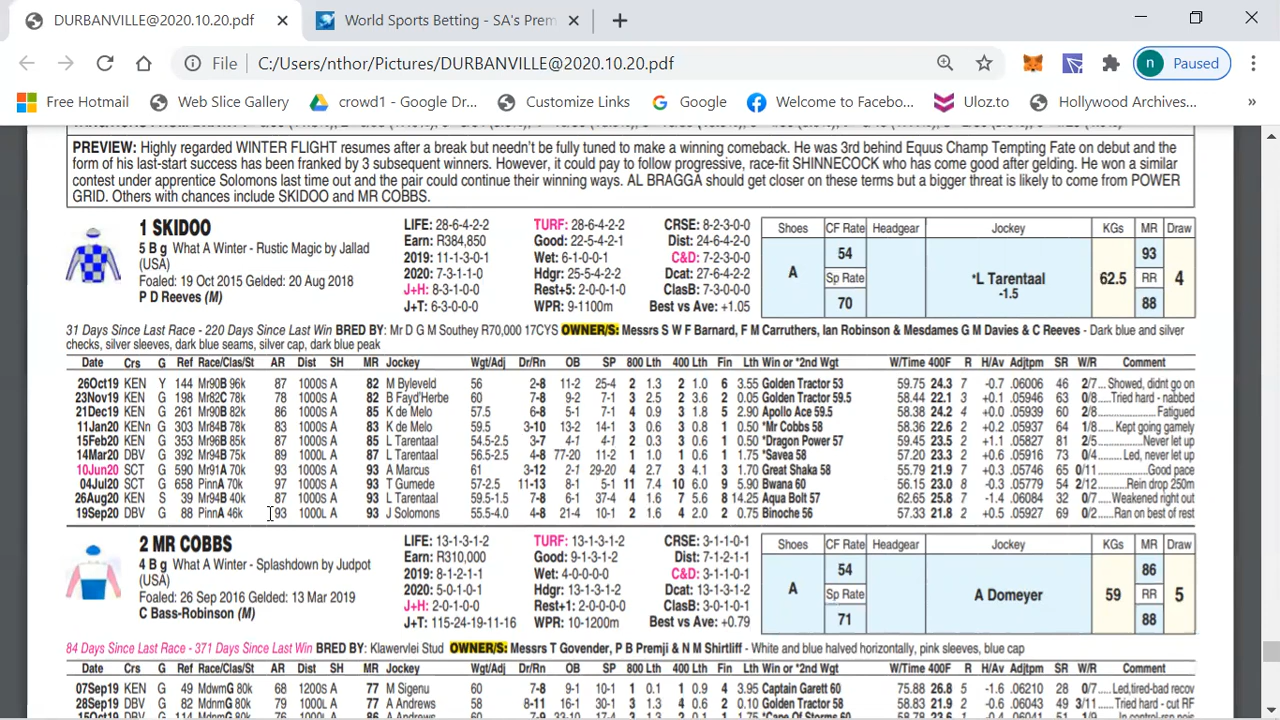 DURBANVILLE@2020.10.20.pdf
World Sports Betting - SA's Prem
File C:/Users/nthor/Pictures/DURBANVILLE@2020.10.20.pdf
n Paused
Free Hotmail Web Slice Gallery crowd1 - Google Dr... Customize Links Google Welcome to Facec... Uloz.to Hollywood Archives... »
PREVIEW: Highly regarded WINTER FLIGHT resumes after a break but needn't be fully tuned to make a winning comeback. He was 3rd behind Equus Champ Tempting Fate on debut and the
form of his last-start success has been franked by 3 subsequent winners. However, it could pay to follow progressive, race-fit SHINNECOCK who has come good after gelding. He won a similar
contest under apprentice Solomons last time out and the pair could continue their winning ways. AL BRAGGA should get closer on these terms but a bigger threat is likely to come from POWER
GRID. Others with chances include SKIDOO and MR COBBS.
1 SKIDOO
5 B g What A Winter - Rustic Magic by Jallad
(USA)
Foaled: 19 Oct 2015 Gelded: 20 Aug 2018
P D Reeves (M)
LIFE: 28-6-4-2-2 TURF: 28-6-4-2-2 CRSE: 8-2-3-0-0
Earn: R384,850 Good: 22-5-4-2-1 Dist: 24-6-4-2-0
2019: 11-1-3-0-1 Wet: 6-1-0-0-1 C&D: 7-2-3-0-0
2020: 7-3-1-1-0 Hdgr: 25-5-4-2-2 Dcat: 27-6-4-2-2
J+H: 8-3-1-0-0 Rest+5: 2-0-0-1-0 ClasB: 7-3-0-0-0
J+T: 6-3-0-0-0 WPR: 9-1100m Best vs Ave: +1.05
Shoes CF Rate Headgear Jockey KGs MR Draw
A 54 Sp Rate 70 *L Tarentaal -1.5 62.5 93 RR 88 4
31 Days Since Last Race - 220 Days Since Last Win BRED BY: Mr D G M Southey R70,000 17CYS OWNER/S: Messrs S W F Barnard, F M Carruthers, Ian Robinson & Mesdames G M Davies & C Reeves - Dark blue and silver
checks, silver sleeves, dark blue seams, silver cap, dark blue peak
Date Crs G Ref Race/Clas/St AR Dist SH MR Jockey Wgt/Adj Dr/Rn OB SP 800 Lth 400 Lth Fin Lth Win or *2nd Wgt W/Time 400F R H/Av Adjtpm SR W/R Comment
26Oct19 KEN Y 144 Mr90B 96k 87 1000S A 82 M Byleveld 56 2-8 11-2 25-4 2 1.3 2 1.0 6 3.55 Golden Tractor 53 59.75 24.3 7 -0.7 .06006 46 2/7 ...Showed, didnt go on
23Nov19 KEN G 198 Mr82C 78k 78 1000S A 82 B Fayd'Herbe 60 7-8 9-2 7-1 3 2.5 2 3.6 2 0.05 Golden Tractor 59.5 58.44 22.1 3 +0.1 .05946 63 0/8 ....Tried hard - nabbed
21Dec19 KEN G 261 Mr90B 82k 86 1000S A 82 K de Melo 57.5 6-8 5-1 7-1 4 0.9 3 1.8 5 2.90 Apollo Ace 59.5 58.38 24.2 4 +0.0 .05939 62 2/8 ......................Fatigued
11Jan20 KENn G 303 Mr84B 78k 83 1000S A 83 K de Melo 59.5 3-10 13-2 14-1 3 0.6 3 0.8 1 0.50 *Mr Cobbs 58 58.36 22.6 2 +0.2 .05937 64 1/8 .....Kept going gamely
15Feb20 KEN G 353 Mr96B 85k 87 1000S A 85 L Tarentaal 54.5-2.5 3-7 4-1 4-1 2 0.3 3 0.6 1 0.50 *Dragon Power 57 59.45 23.5 2 +1.1 .05827 81 0/5 ..............Never let up
14Mar20 DBV G 392 Mr94B 75k 89 1000L A 87 L Tarentaal 56.5-2.5 2-8 77-20 11-2 1 1.0 1 0.6 1 1.75 *Savea 58 57.20 23.3 2 +0.6 .05916 73 0/4 ........Led, never let up
10Jun20 SCT G 590 Mr91A 70k 93 1000S A 93 A Marcus 61 3-12 2-1 29-20 4 2.7 3 4.1 3 1.70 Great Shaka 58 55.79 21.9 7 +0.3 .05746 65 0/11 ................Good pace
04Jul20 SCT G 658 PinnA 70k 97 1000S A 93 T Gumede 57-2.5 11-13 8-1 5-1 11 7.4 10 6.0 9 5.90 Bwana 60 56.15 23.0 8 -0.3 .05779 54 2/12 .......Rein drop 250m
26Aug20 KEN S 39 Mr94B 40k 87 1000S A 93 L Tarentaal 59.5-1.5 7-8 6-1 37-4 4 1.6 7 5.6 8 14.25 Aqua Bolt 57 62.65 25.8 7 -1.4 .06084 32 0/7 ....Weakened right out
19Sep20 DBV G 88 PinnA 46k 93 1000L A 93 J Solomons 55.5-4.0 4-8 21-4 10-1 2 1.6 4 2.0 2 0.75 Binoche 56 57.33 21.8 2 +0.5 .05927 69 0/2 .....Ran on best of rest
2 MR COBBS
4 B g What A Winter - Splashdown by Judpot
(USA)
Foaled: 26 Sep 2016 Gelded: 13 Mar 2019
C Bass-Robinson (M)
LIFE: 13-1-3-1-2 TURF: 13-1-3-1-2 CRSE: 3-1-1-0-1
Earn: R310,000 Good: 9-1-3-1-2 Dist: 7-1-2-1-1
2019: 8-1-2-1-1 Wet: 4-0-0-0-0 C&D: 3-1-1-0-1
2020: 5-0-1-0-1 Hdgr: 13-1-3-1-2 Dcat: 13-1-3-1-2
J+H: 2-0-1-0-0 Rest+1: 2-0-0-0-0 ClasB: 3-0-1-0-1
J+T: 115-24-19-11-16 WPR: 10-1200m Best vs Ave: +0.79
Shoes CF Rate Headgear Jockey KGs MR Draw
A 54 Sp Rate 71 A Domeyer 59 86 RR 88 5
84 Days Since Last Race - 371 Days Since Last Win BRED BY: Klawervlei Stud OWNER/S: Messrs T Govender, P B Premji & N M Shirtliff - White and blue halved horizontally, pink sleeves, blue cap
Date Crs G Ref Race/Clas/St AR Dist SH MR Jockey Wgt/Adj Dr/Rn OB SP 800 Lth 400 Lth Fin Lth Win or *2nd Wgt W/Time 400F R H/Av Adjtpm SR W/R Comment
07Sep19 KEN G 49 MdwmG 80k 68 1200S A 77 M Sigenu 60 7-8 9-1 10-1 1 0.1 1 0.9 4 3.95 Captain Garett 60 75.88 26.8 5 -1.6 .06210 28 0/7 ...Led,tired-bad recov
28Sep19 KEN G 82 MdwmG 80k 79 1000S A 77 A Andrews 58 8-11 16-1 30-1 2 0.4 2 0.6 2 0.10 Golden Tractor 58 58.04 26.6 3